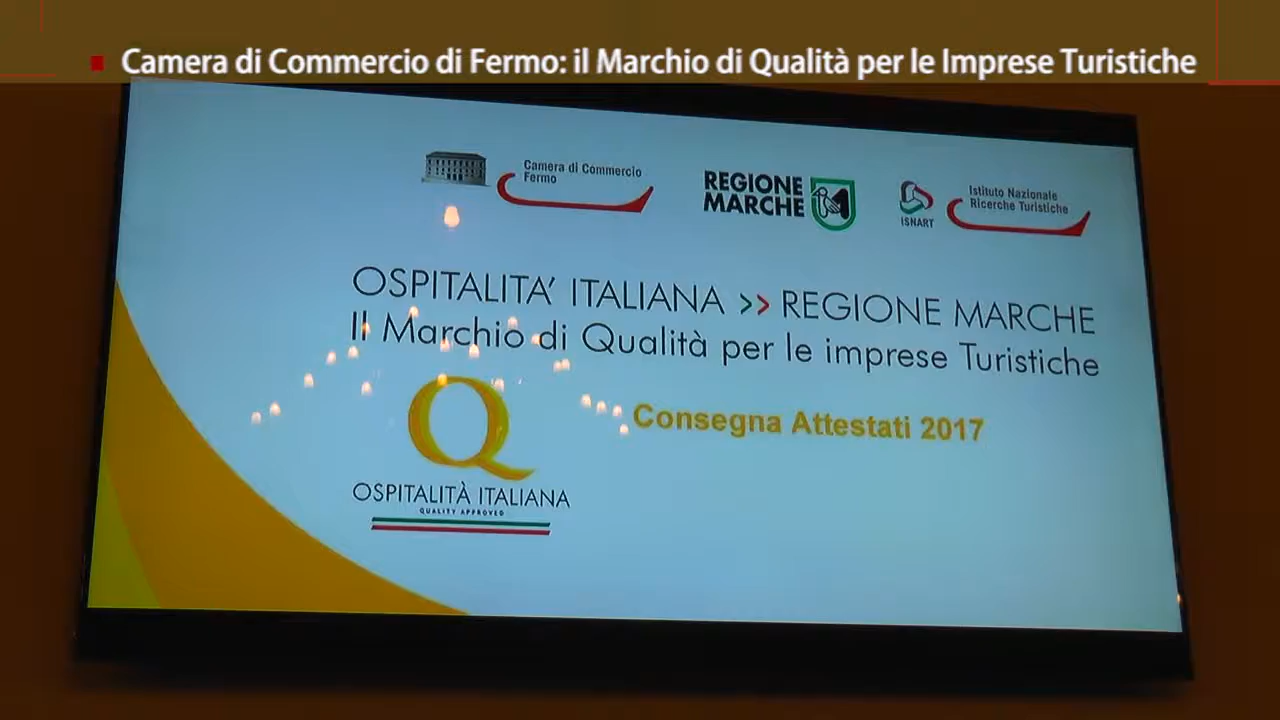 Camera di Commercio di Fermo: il Marchio di Qualità per le Imprese Turistiche
Camera di Commercio
Fermo
REGIONE
MARCHE
ISNART
Istituto Nazionale
Ricerche Turistiche
OSPITALITA' ITALIANA >> REGIONE MARCHE
Il Marchio di Qualità per le imprese Turistiche
Consegna Attestati 2017
Q
OSPITALITÀ ITALIANA
QUALITY APPROVED